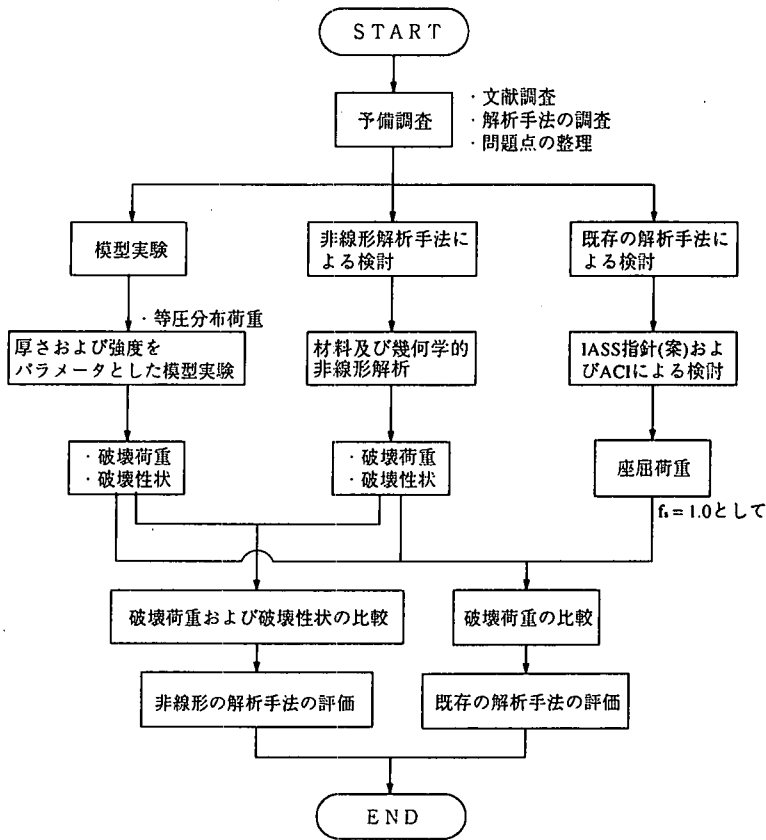 START
予備調査
・文献調査
・解析手法の調査
・問題点の整理
模型実験
非線形解析手法に
よる検討
既存の解析手法に
よる検討
・等圧分布荷重
厚さおよび強度を
パラメータとした模型実験
材料及び幾何学的
非線形解析
IASS指針(案)およ
びACIによる検討
・破壊荷重
・破壊性状
・破壊荷重
・破壊性状
座屈荷重
fₛ = 1.0として
破壊荷重および破壊性状の比較
破壊荷重の比較
非線形の解析手法の評価
既存の解析手法の評価
END